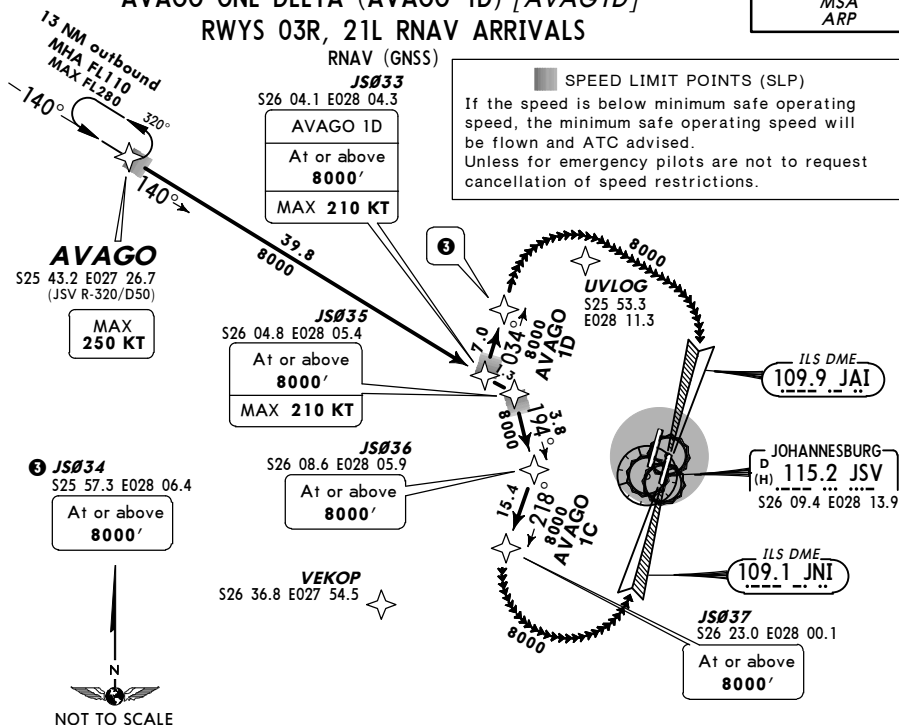 AVAGO ONE DELTA (AVAGO 1D) [AVAG1D]
RWYS 03R, 21L RNAV ARRIVALS
RNAV (GNSS)
MSA
ARP
13 NM outbound
MHA FL110
MAX FL280
140°
320°
140°
AVAGO
S25 43.2 E027 26.7
(JSV R-320/D50)
MAX
250 KT
39.8
8000
JSØ33
S26 04.1 E028 04.3
AVAGO 1D
At or above
8000'
MAX 210 KT
SPEED LIMIT POINTS (SLP)
If the speed is below minimum safe operating
speed, the minimum safe operating speed will
be flown and ATC advised.
Unless for emergency pilots are not to request
cancellation of speed restrictions.
❸
8000
UVLOG
S25 53.3
E028 11.3
JSØ35
S26 04.8 E028 05.4
At or above
8000'
MAX 210 KT
7.0
034°
8000
AVAGO
1D
3.8
194°
8000
ILS DME
109.9 JAI
JSØ36
S26 08.6 E028 05.9
At or above
8000'
15.4
218°
8000
AVAGO
1C
JOHANNESBURG
D
(H)
115.2 JSV
S26 09.4 E028 13.9
❸ JSØ34
S25 57.3 E028 06.4
At or above
8000'
VEKOP
S26 36.8 E027 54.5
ILS DME
109.1 JNI
8000
JSØ37
S26 23.0 E028 00.1
At or above
8000'
N
NOT TO SCALE